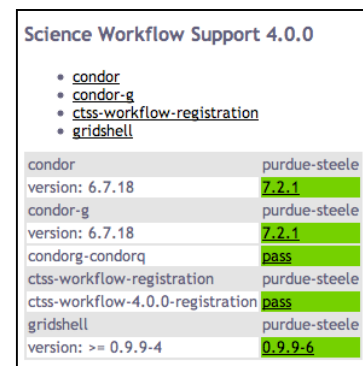 Science Workflow Support 4.0.0
condor
condor-g
ctss-workflow-registration
gridshell
condor purdue-steele
version: 6.7.18 7.2.1
condor-g purdue-steele
version: 6.7.18 7.2.1
condorg-condorq pass
ctss-workflow-registration purdue-steele
ctss-workflow-4.0.0-registration pass
gridshell purdue-steele
version: >= 0.9.9-4 0.9.9-6